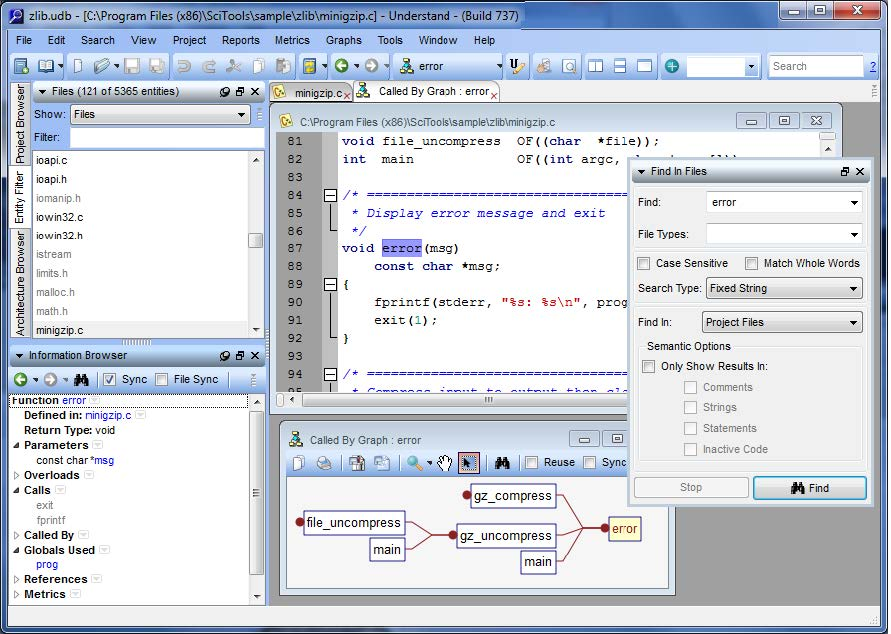 zlib.udb - [C:\Program Files (x86)\SciTools\sample\zlib\minigzip.c] - Understand - (Build 737)
File Edit Search View Project Reports Metrics Graphs Tools Window Help
error
Search
?
Project Browser
Entity Filter
Architecture Browser
Files (121 of 5365 entities)
Show: Files
Filter:
ioapi.c
ioapi.h
iomanip.h
iowin32.c
iowin32.h
istream
limits.h
malloc.h
math.h
minigzip.c
Information Browser
Sync File Sync
Function error
Defined in: minigzip.c
Return Type: void
Parameters
const char *msg
Overloads
Calls
exit
fprintf
Called By
Globals Used
prog
References
Metrics
minigzip.c
Called By Graph : error
C:\Program Files (x86)\SciTools\sample\zlib\minigzip.c
81 void file_uncompress OF((char *file));
82 int main OF((int argc,
83
84 /* ==============================
85 * Display error message and exit
86 */
87 void error(msg)
88 const char *msg;
89 {
90 fprintf(stderr, "%s: %s\n", prog
91 exit(1);
92 }
93
94 /* ==============================
95 * Compress input to output then
Called By Graph : error
Reuse Sync
gz_compress
file_uncompress
gz_uncompress
error
main
main
Find In Files
Find: error
File Types:
Case Sensitive Match Whole Words
Search Type: Fixed String
Find In: Project Files
Semantic Options
Only Show Results In:
Comments
Strings
Statements
Inactive Code
Stop Find